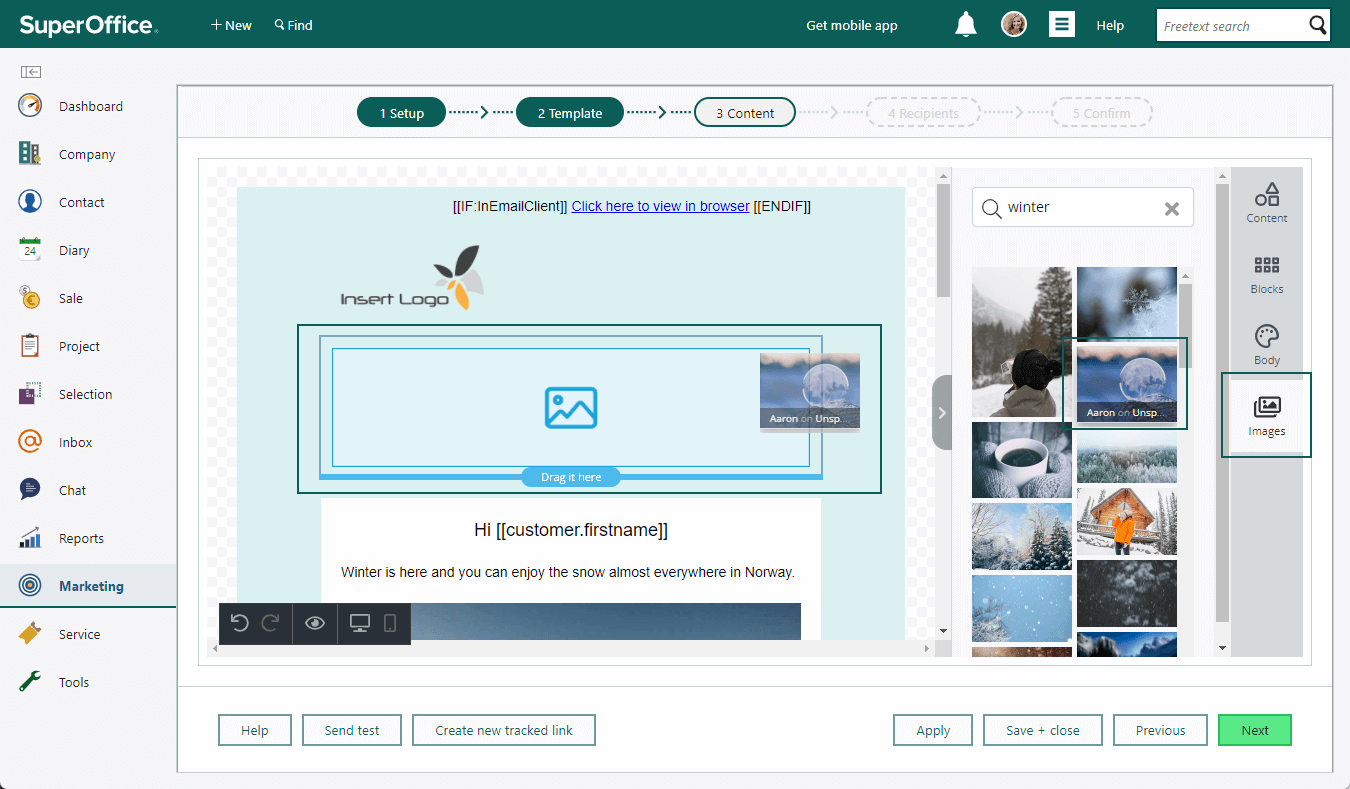 SuperOffice.
+ New
Find
Get mobile app
Help
Freetext search
Dashboard
Company
Contact
24
Diary
Sale
Project
Selection
Inbox
Chat
Reports
Marketing
Service
Tools
1 Setup
2 Template
3 Content
4 Recipients
5 Confirm
[[IF:InEmailClient]] Click here to view in browser [[ENDIF]]
Insert Logo
Aaron on Unsp...
Drag it here
Hi [[customer.firstname]]
Winter is here and you can enjoy the snow almost everywhere in Norway.
winter
Aaron on Unsp...
Content
Blocks
Body
Images
Help
Send test
Create new tracked link
Apply
Save + close
Previous
Next